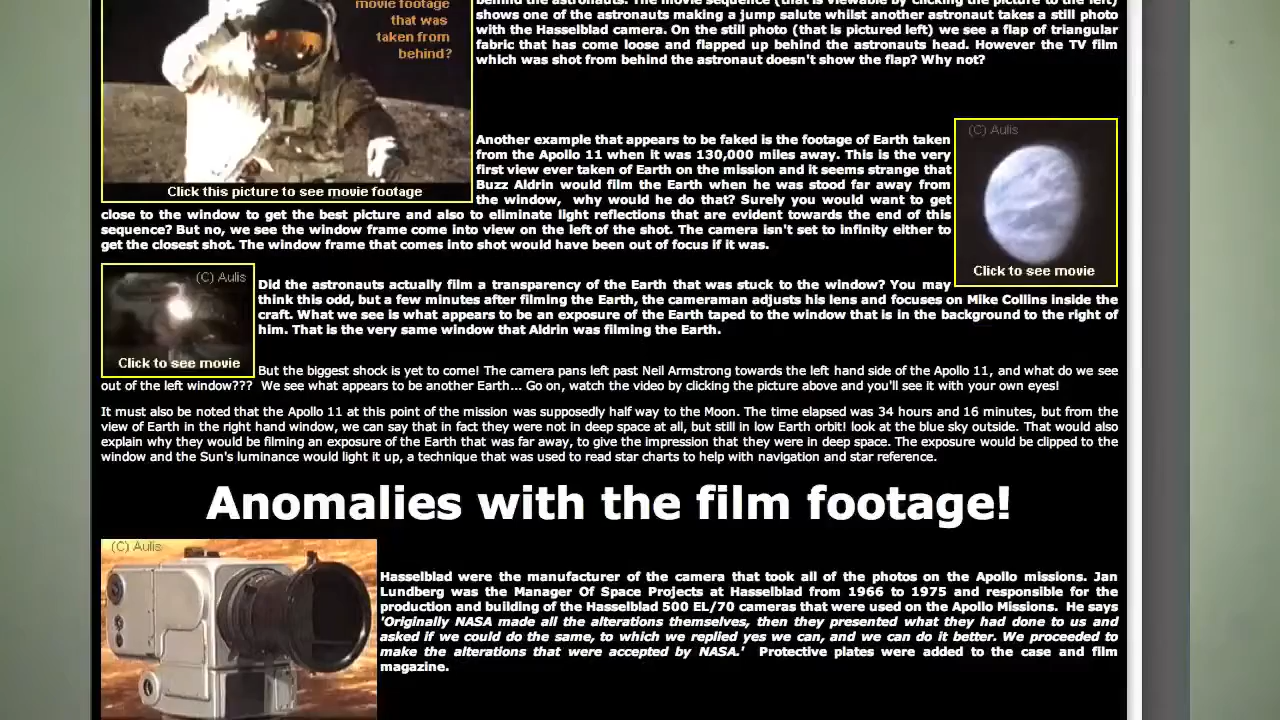 movie footage
that was
taken from
behind?
Click this picture to see movie footage
behind the astronauts. The movie sequence (that is viewable by clicking the picture to the left)
shows one of the astronauts making a jump salute whilst another astronaut takes a still photo
with the Hasselblad camera. On the still photo (that is pictured left) we see a flap of triangular
fabric that has come loose and flapped up behind the astronauts head. However the TV film
which was shot from behind the astronaut doesn't show the flap? Why not?
Another example that appears to be faked is the footage of Earth taken
from the Apollo 11 when it was 130,000 miles away. This is the very
first view ever taken of Earth on the mission and it seems strange that
Buzz Aldrin would film the Earth when he was stood far away from
the window, why would he do that? Surely you would want to get
close to the window to get the best picture and also to eliminate light reflections that are evident towards the end of this
sequence? But no, we see the window frame come into view on the left of the shot. The camera isn't set to infinity either to
get the closest shot. The window frame that comes into shot would have been out of focus if it was.
(C) Aulis
Click to see movie
(C) Aulis
Click to see movie
Did the astronauts actually film a transparency of the Earth that was stuck to the window? You may
think this odd, but a few minutes after filming the Earth, the cameraman adjusts his lens and focuses on Mike Collins inside the
craft. What we see is what appears to be an exposure of the Earth taped to the window that is in the background to the right of
him. That is the very same window that Aldrin was filming the Earth.
But the biggest shock is yet to come! The camera pans left past Neil Armstrong towards the left hand side of the Apollo 11, and what do we see
out of the left window??? We see what appears to be another Earth... Go on, watch the video by clicking the picture above and you'll see it with your own eyes!
It must also be noted that the Apollo 11 at this point of the mission was supposedly half way to the Moon. The time elapsed was 34 hours and 16 minutes, but from the
view of Earth in the right hand window, we can say that in fact they were not in deep space at all, but still in low Earth orbit! look at the blue sky outside. That would also
explain why they would be filming an exposure of the Earth that was far away, to give the impression that they were in deep space. The exposure would be clipped to the
window and the Sun's luminance would light it up, a technique that was used to read star charts to help with navigation and star reference.
Anomalies with the film footage!
(C) Aulis
Hasselblad were the manufacturer of the camera that took all of the photos on the Apollo missions. Jan
Lundberg was the Manager Of Space Projects at Hasselblad from 1966 to 1975 and responsible for the
production and building of the Hasselblad 500 EL/70 cameras that were used on the Apollo Missions. He says
'Originally NASA made all the alterations themselves, then they presented what they had done to us and
asked if we could do the same, to which we replied yes we can, and we can do it better. We proceeded to
make the alterations that were accepted by NASA.' Protective plates were added to the case and film
magazine.